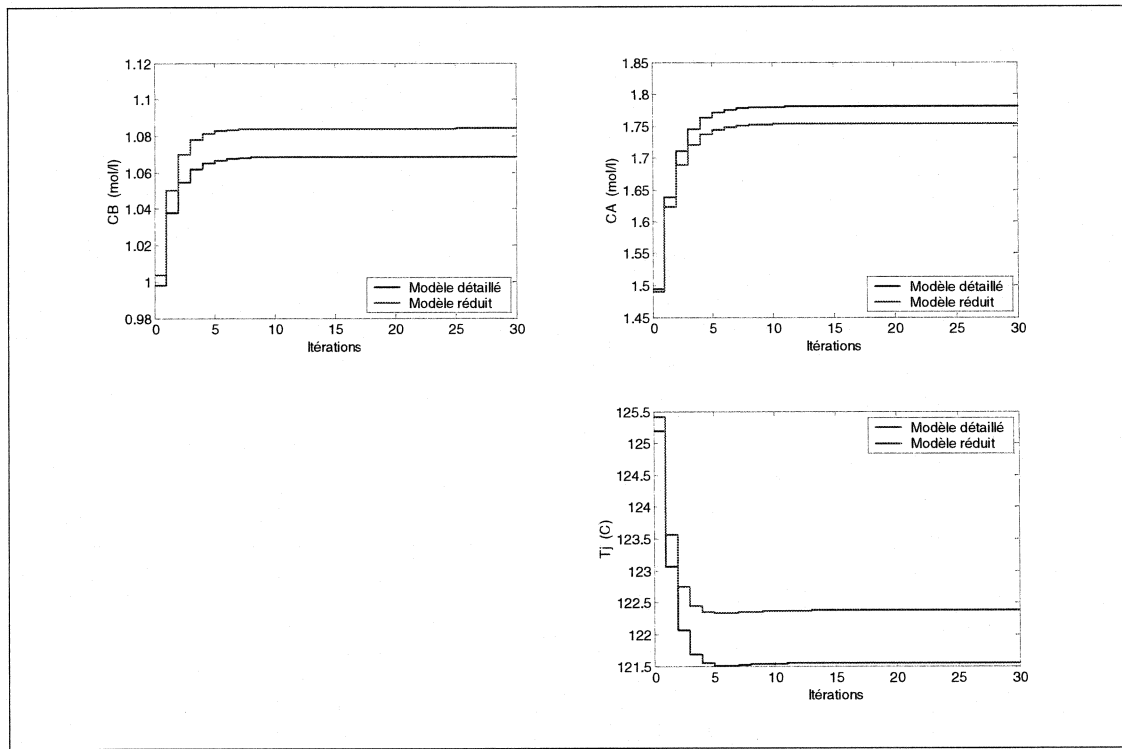 1.12
1.1
1.08
1.06
1.04
1.02
1
0.98
CB (mol/l)
0 5 10 15 20 25 30
Itérations
Modèle détaillé
Modèle réduit
1.85
1.8
1.75
1.7
1.65
1.6
1.55
1.5
1.45
CA (mol/l)
0 5 10 15 20 25 30
Itérations
Modèle détaillé
Modèle réduit
125.5
125
124.5
124
123.5
123
122.5
122
121.5
Tj (C)
0 5 10 15 20 25 30
Itérations
Modèle détaillé
Modèle réduit